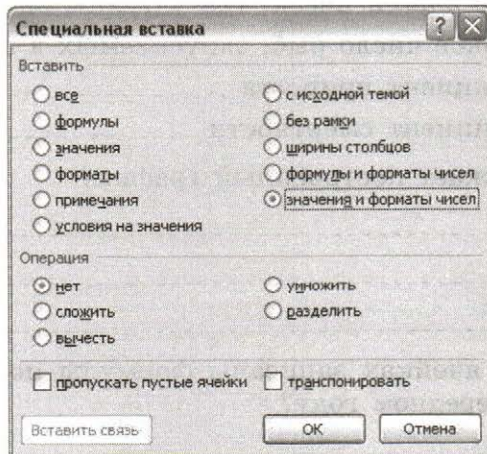 Специальная вставка
Вставить
все
с исходной темой
формулы
без рамки
значения
ширины столбцов
форматы
формулы и форматы чисел
примечания
значения и форматы чисел
условия на значения
Операция
нет
умножить
сложить
разделить
вычесть
пропускать пустые ячейки
транспонировать
Вставить связь
ОК
Отмена